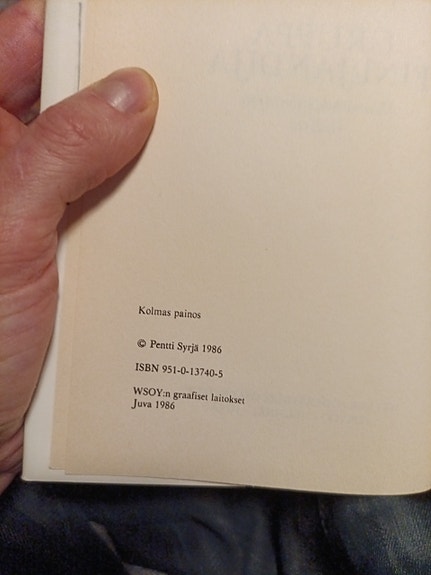 Kolmas painos
© Pentti Syrjä 1986
ISBN 951-0-13740-5
WSOY:n graafiset laitokset
Juva 1986